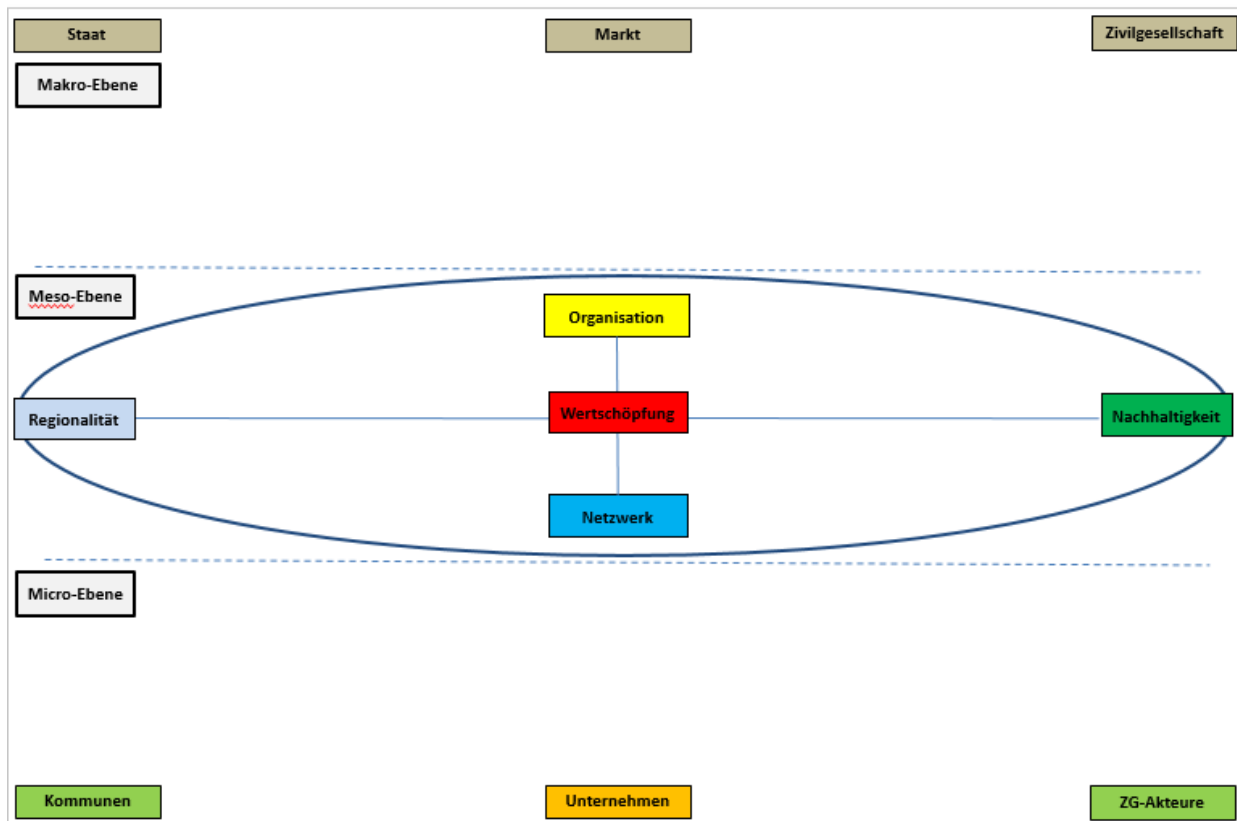 Staat
Markt
Zivilgesellschaft
Makro-Ebene
Meso-Ebene
Organisation
Regionalität
Wertschöpfung
Nachhaltigkeit
Netzwerk
Micro-Ebene
Kommunen
Unternehmen
ZG-Akteure